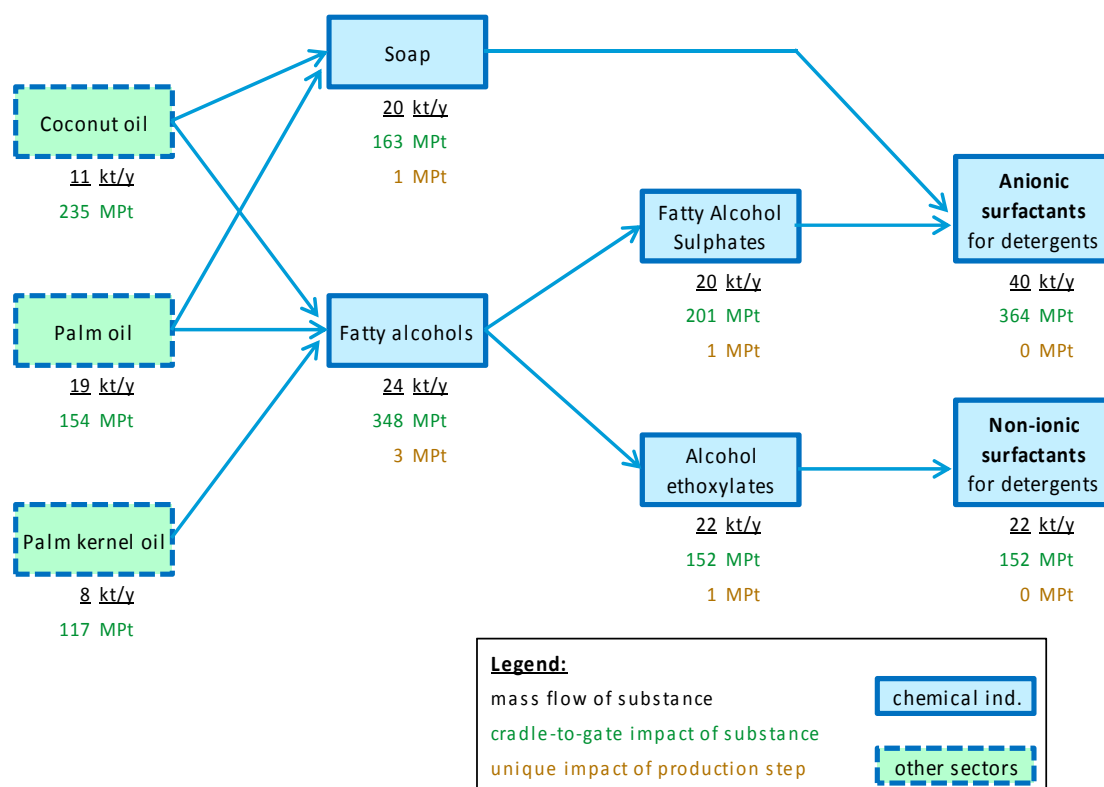 Soap
20 kt/y
163 MPt
1 MPt
Coconut oil
11 kt/y
235 MPt
Palm oil
19 kt/y
154 MPt
Palm kernel oil
8 kt/y
117 MPt
Fatty alcohols
24 kt/y
348 MPt
3 MPt
Fatty Alcohol
Sulphates
20 kt/y
201 MPt
1 MPt
Alcohol
ethoxylates
22 kt/y
152 MPt
1 MPt
Anionic
surfactants
for detergents
40 kt/y
364 MPt
0 MPt
Non-ionic
surfactants
for detergents
22 kt/y
152 MPt
0 MPt
Legend:
mass flow of substance
cradle-to-gate impact of substance
unique impact of production step
chemical ind.
other sectors